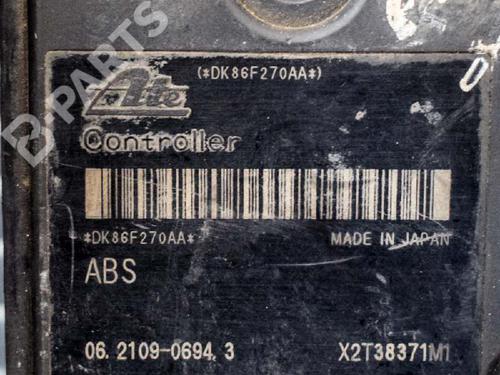 B-PARTS
(*DK86F270AA*)
Ate
Controller
*DK86F270AA*
MADE IN JAPAN
ABS
06.2109-0694.3
X2T38371M1